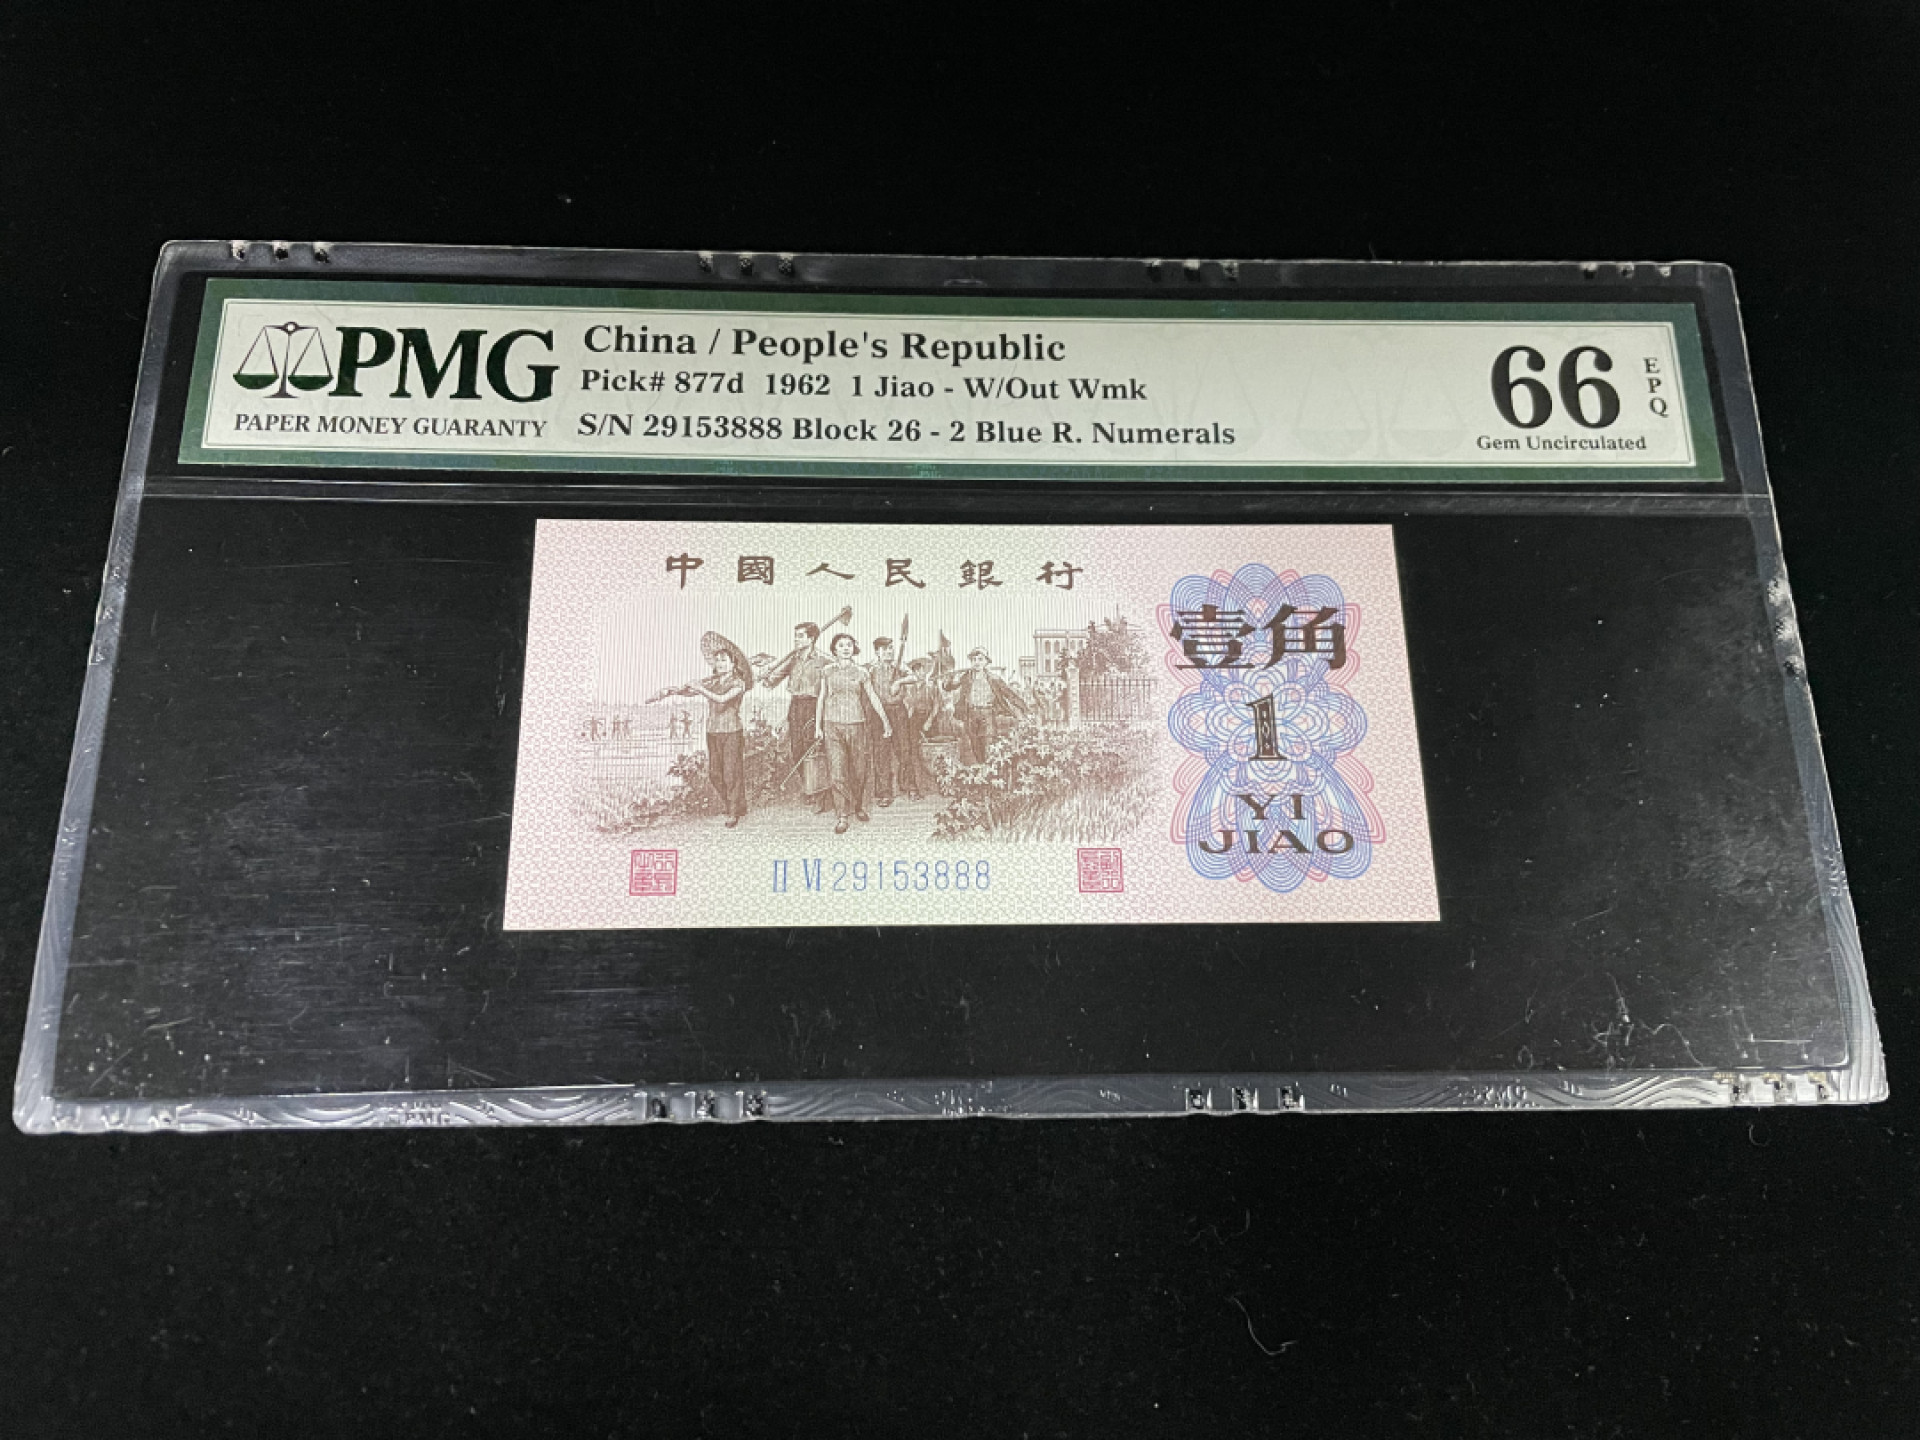 PMG
PAPER MONEY GUARANTY
China / People's Republic
Pick# 877d 1962 1 Jiao - W/Out Wmk
S/N 29153888 Block 26 - 2 Blue R. Numerals
66
EPQ
Gem Uncirculated
中國人民銀行
壹角
1
YI
JIAO
II VI 29153888